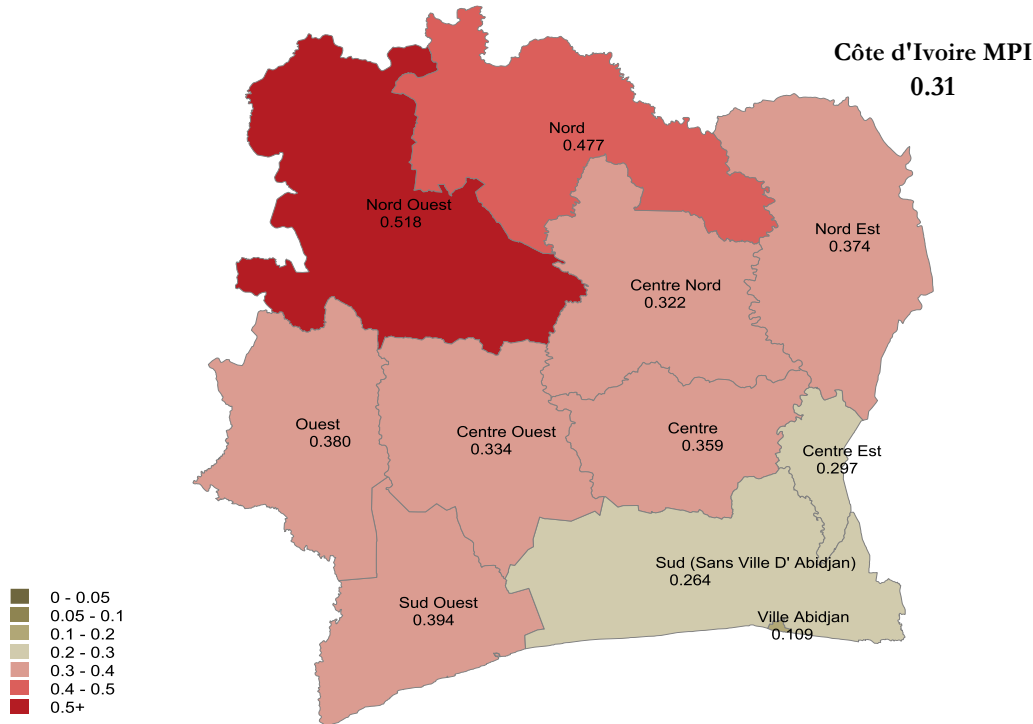 Côte d'Ivoire MPI
0.31
Nord
0.477
Nord Ouest
0.518
Nord Est
0.374
Centre Nord
0.322
Ouest
0.380
Centre Ouest
0.334
Centre
0.359
Centre Est
0.297
Sud (Sans Ville D' Abidjan)
0.264
Sud Ouest
0.394
Ville Abidjan
0.109
0 - 0.05
0.05 - 0.1
0.1 - 0.2
0.2 - 0.3
0.3 - 0.4
0.4 - 0.5
0.5+